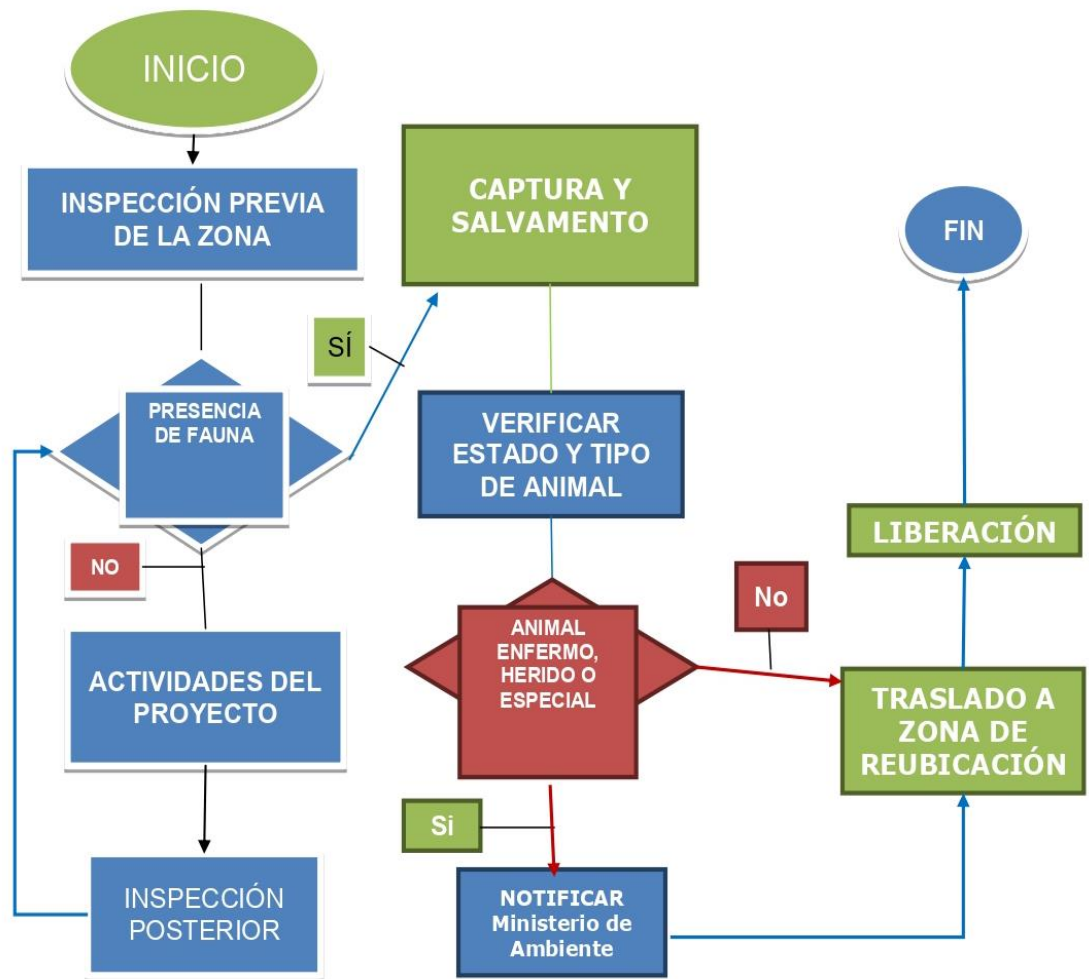 INICIO
INSPECCIÓN PREVIA
DE LA ZONA
PRESENCIA
DE FAUNA
NO
ACTIVIDADES DEL
PROYECTO
INSPECCIÓN
POSTERIOR
SÍ
CAPTURA Y
SALVAMENTO
VERIFICAR
ESTADO Y TIPO
DE ANIMAL
ANIMAL
ENFERMO,
HERIDO O
ESPECIAL
Si
NOTIFICAR
Ministerio de
Ambiente
No
TRASLADO A
ZONA DE
REUBICACIÓN
LIBERACIÓN
FIN